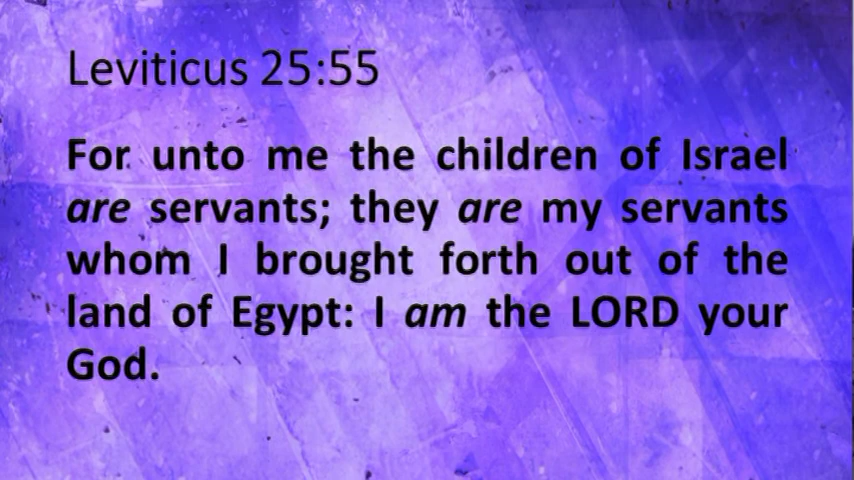 Leviticus 25:55
For unto me the children of Israel
are servants; they are my servants
whom I brought forth out of the
land of Egypt: I am the LORD your
God.